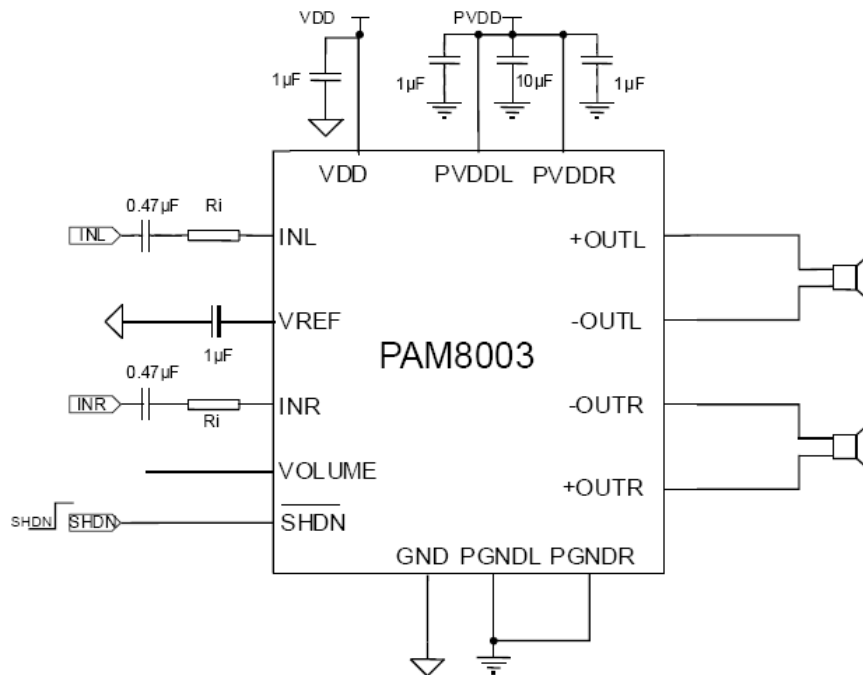 VDD PVDD
1µF 1µF 10µF 1µF
VDD PVDDL PVDDR
0.47µF Ri
INL INL +OUTL
VREF -OUTL
1µF
PAM8003
0.47µF
INR INR -OUTR
Ri
VOLUME
+OUTR
SHDN SHDN SHDN
GND PGNDL PGNDR